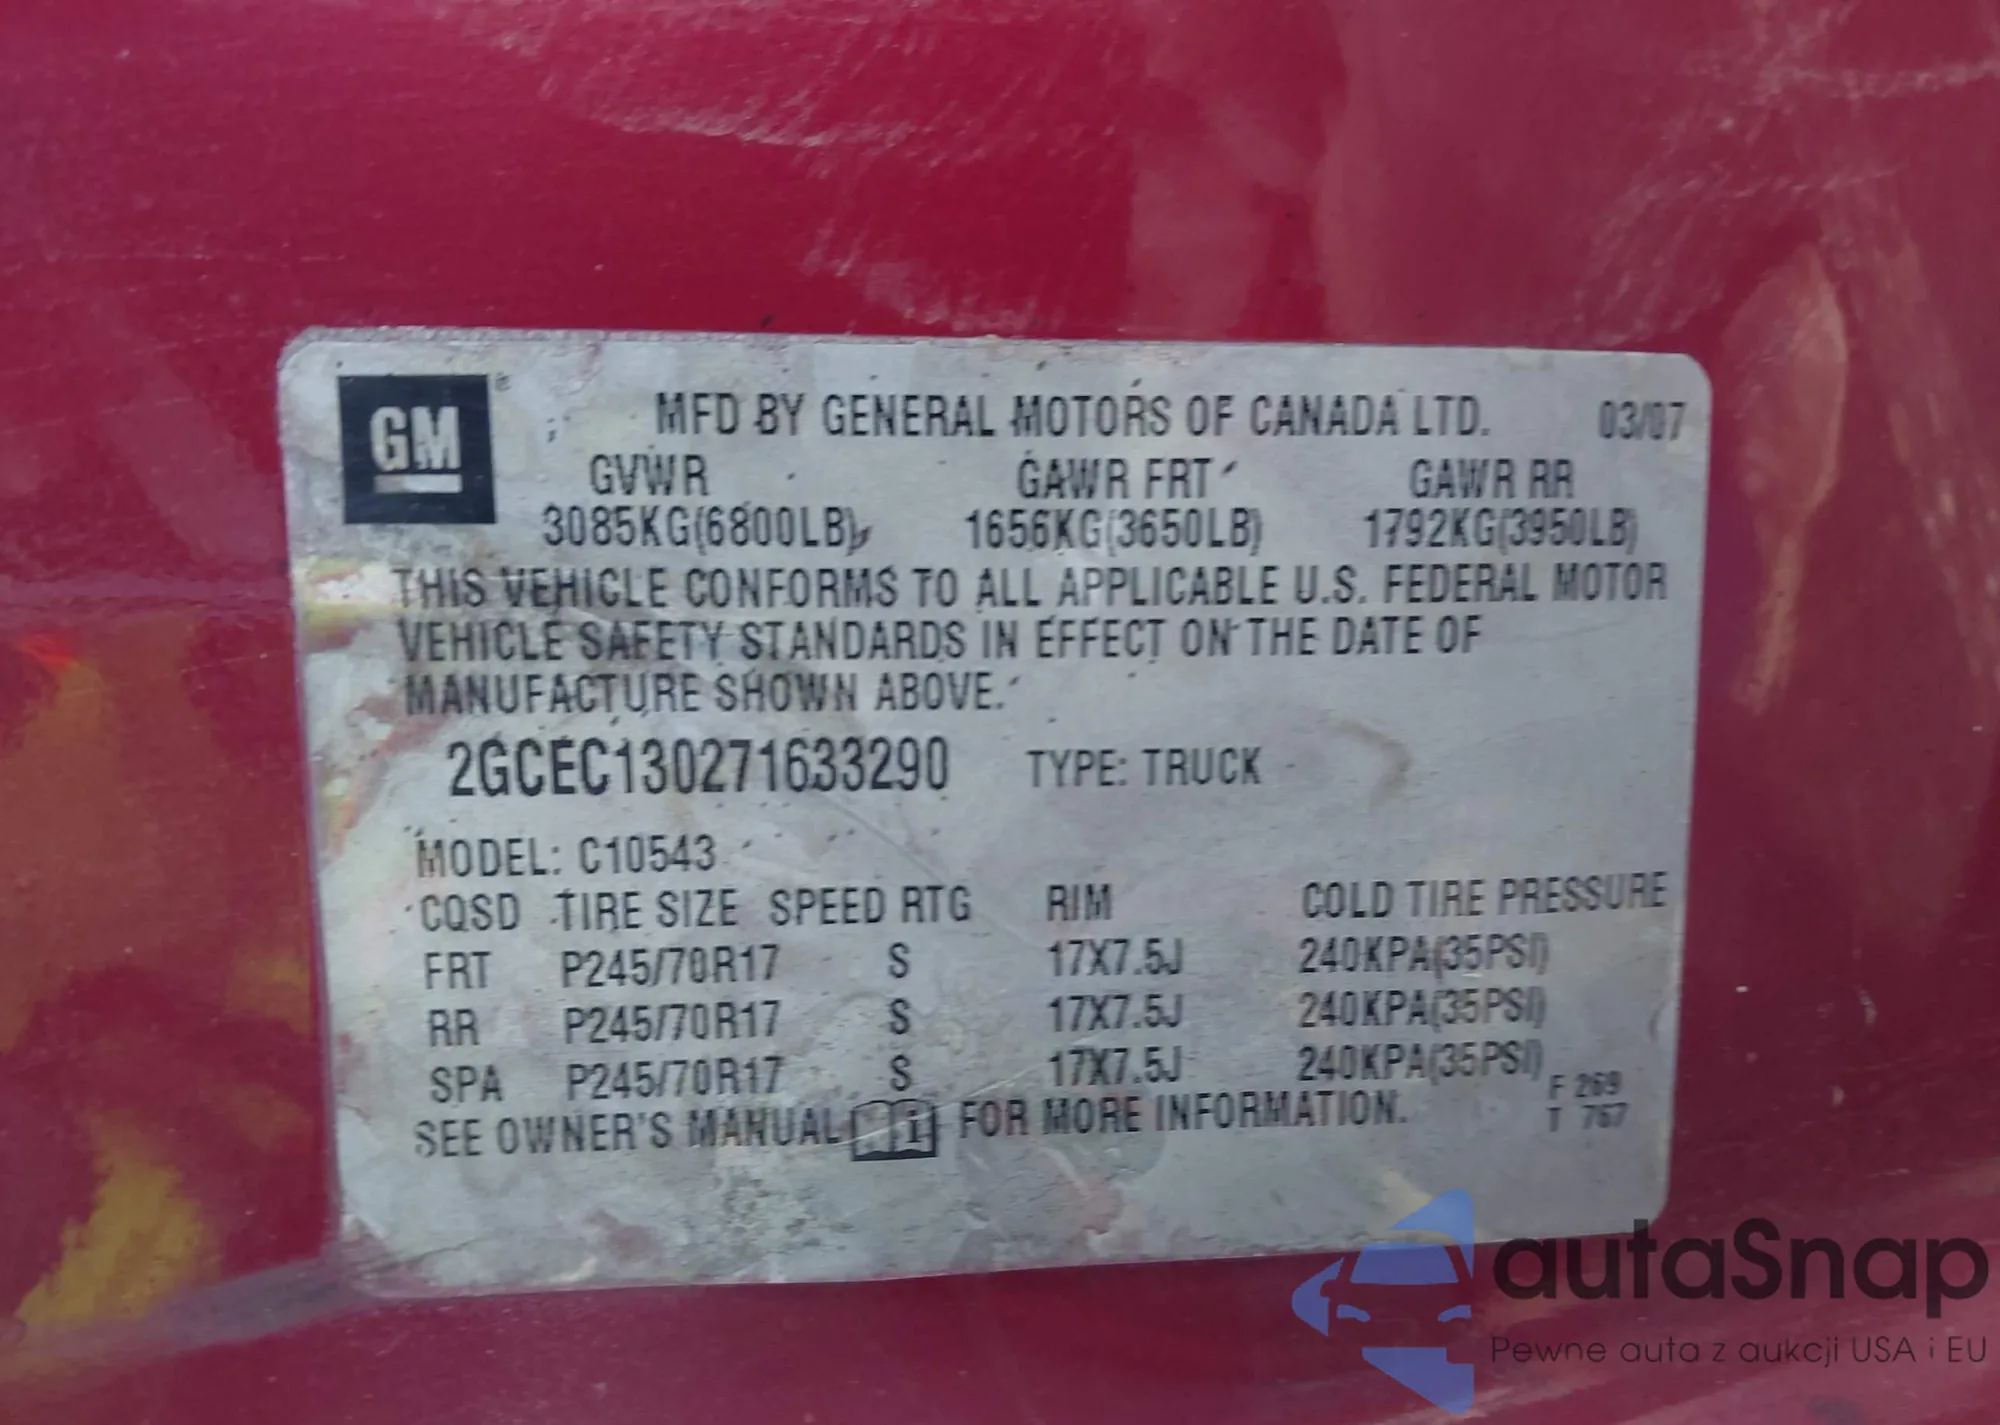 GM MFD BY GENERAL MOTORS OF CANADA LTD. 03/07
GVWR GAWR FRT GAWR RR
3085KG(6800LB) 1656KG(3650LB) 1792KG(3950LB)
THIS VEHICLE CONFORMS TO ALL APPLICABLE U.S. FEDERAL MOTOR
VEHICLE SAFETY STANDARDS IN EFFECT ON THE DATE OF
MANUFACTURE SHOWN ABOVE.
2GCEC130271633290 TYPE: TRUCK
MODEL: C10543
CQSD TIRE SIZE SPEED RTG RIM COLD TIRE PRESSURE
FRT P245/70R17 S 17X7.5J 240KPA(35PSI)
RR P245/70R17 S 17X7.5J 240KPA(35PSI)
SPA P245/70R17 S 17X7.5J 240KPA(35PSI)
SEE OWNER'S MANUAL i FOR MORE INFORMATION.
F 269
T 767
autaSnap
Pewne auta z aukcji USA i EU